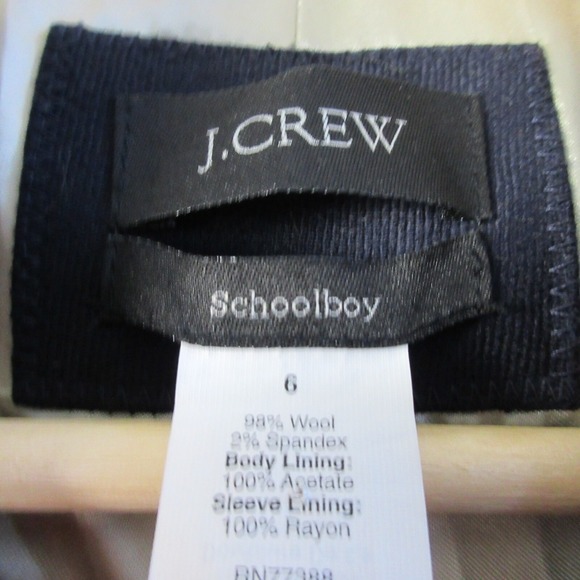 J.CREW
Schoolboy
6
98% Wool
2% Spandex
Body Lining:
100% Acetate
Sleeve Lining:
100% Rayon